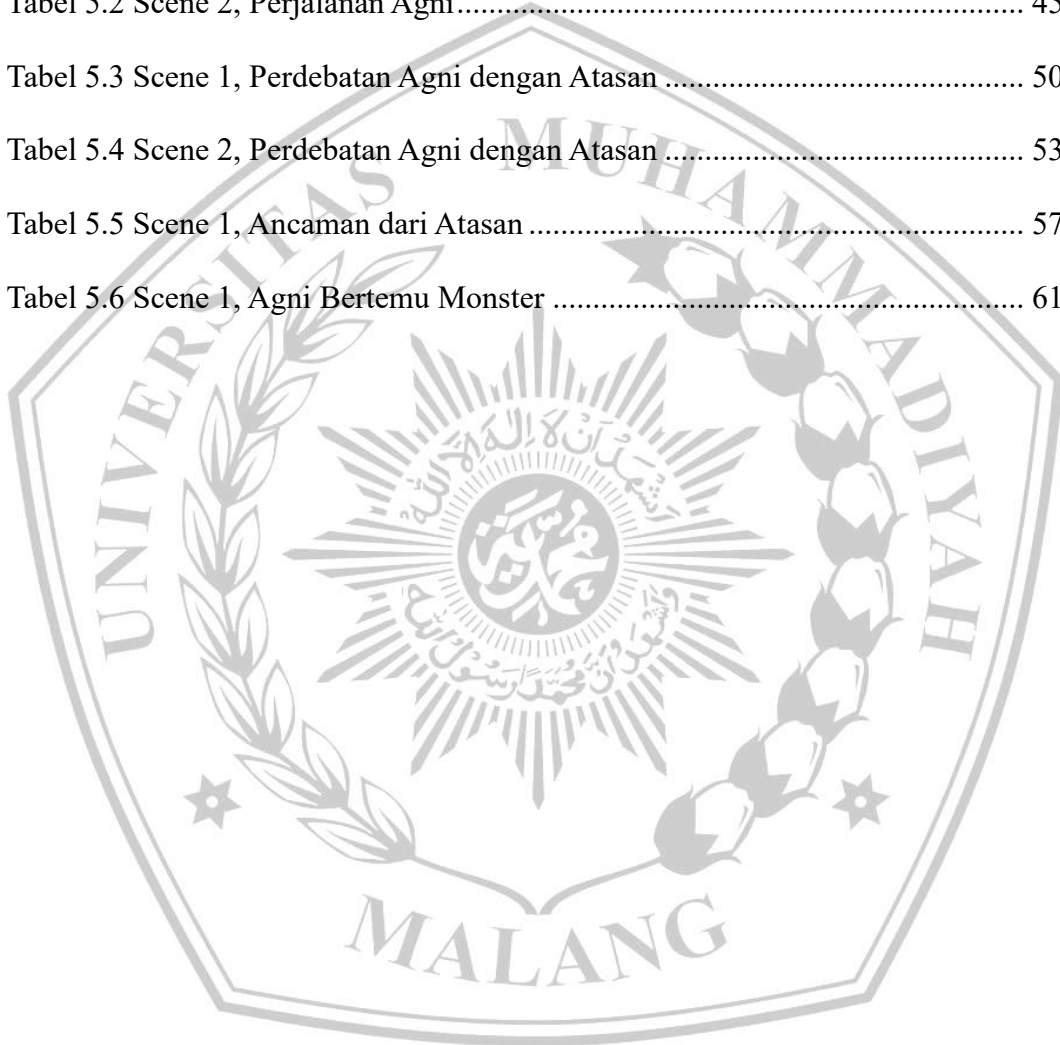 Tabel 5.2 Scene 2, Perjalanan Agni........................................................................ 45
Tabel 5.3 Scene 1, Perdebatan Agni dengan Atasan ............................................ 50
Tabel 5.4 Scene 2, Perdebatan Agni dengan Atasan ............................................ 53
Tabel 5.5 Scene 1, Ancaman dari Atasan ............................................................. 57
Tabel 5.6 Scene 1, Agni Bertemu Monster .......................................................... 61
UNIVERSITAS MUHAMMADIYAH
MALANG